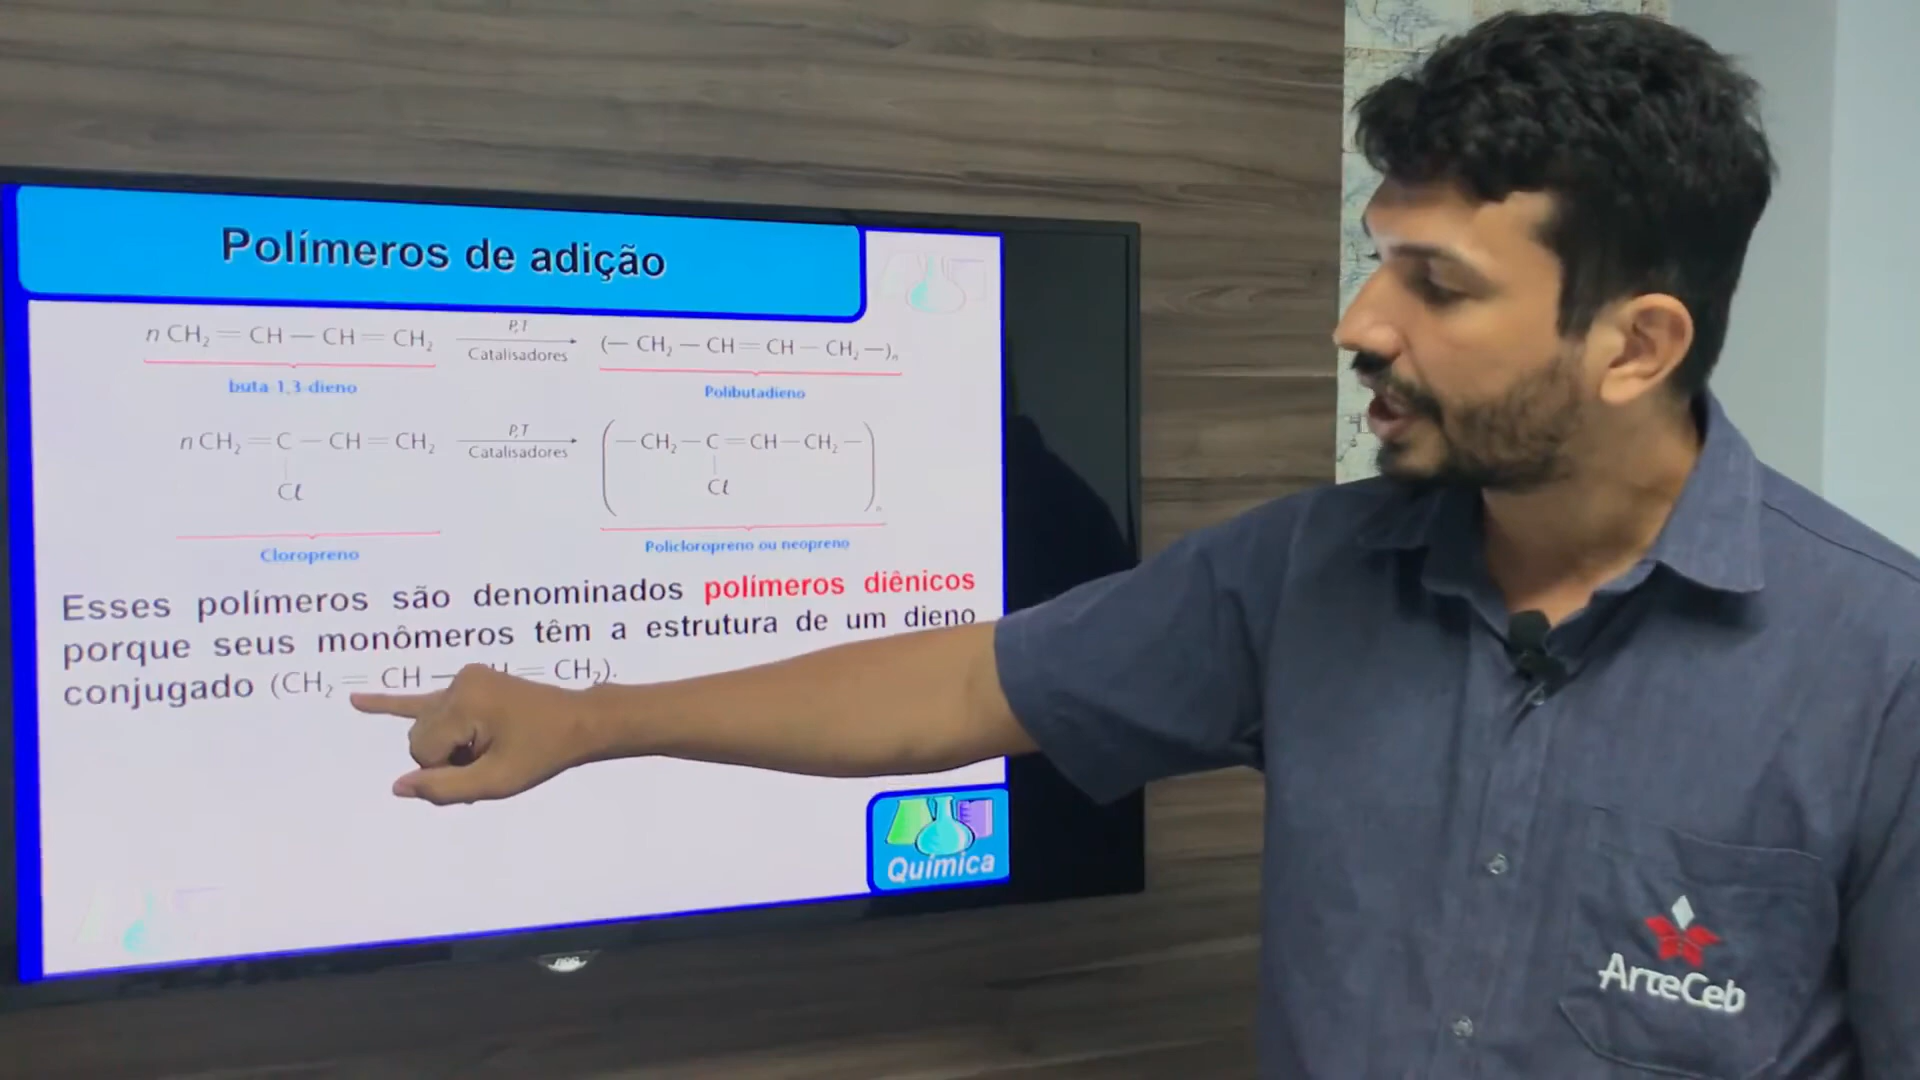 Polímeros de adição
n CH₂ = CH — CH = CH₂ P,T Catalisadores (— CH₂ — CH = CH — CH₂ —)ₙ
buta-1,3-dieno Polibutadieno
n CH₂ = C — CH = CH₂ P,T Catalisadores (— CH₂ — C = CH — CH₂ —)ₙ
Cℓ Cℓ
Cloropreno Policloropreno ou neopreno
Esses polímeros são denominados polímeros diênicos
porque seus monômeros têm a estrutura de um dieno
conjugado (CH₂ = CH — = CH₂).
Química
ArteCeb
AOC